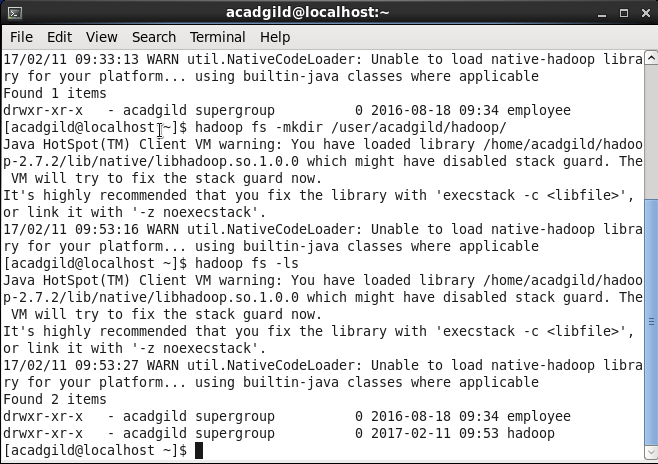 acadgild@localhost:~
File Edit View Search Terminal Help
17/02/11 09:33:13 WARN util.NativeCodeLoader: Unable to load native-hadoop libra
ry for your platform... using builtin-java classes where applicable
Found 1 items
drwxr-xr-x   - acadgild supergroup          0 2016-08-18 09:34 employee
[acadgild@localhost ~]$ hadoop fs -mkdir /user/acadgild/hadoop/
Java HotSpot(TM) Client VM warning: You have loaded library /home/acadgild/hadoo
p-2.7.2/lib/native/libhadoop.so.1.0.0 which might have disabled stack guard. The
 VM will try to fix the stack guard now.
It's highly recommended that you fix the library with 'execstack -c <libfile>',
or link it with '-z noexecstack'.
17/02/11 09:53:16 WARN util.NativeCodeLoader: Unable to load native-hadoop libra
ry for your platform... using builtin-java classes where applicable
[acadgild@localhost ~]$ hadoop fs -ls
Java HotSpot(TM) Client VM warning: You have loaded library /home/acadgild/hadoo
p-2.7.2/lib/native/libhadoop.so.1.0.0 which might have disabled stack guard. The
 VM will try to fix the stack guard now.
It's highly recommended that you fix the library with 'execstack -c <libfile>',
or link it with '-z noexecstack'.
17/02/11 09:53:27 WARN util.NativeCodeLoader: Unable to load native-hadoop libra
ry for your platform... using builtin-java classes where applicable
Found 2 items
drwxr-xr-x   - acadgild supergroup          0 2016-08-18 09:34 employee
drwxr-xr-x   - acadgild supergroup          0 2017-02-11 09:53 hadoop
[acadgild@localhost ~]$